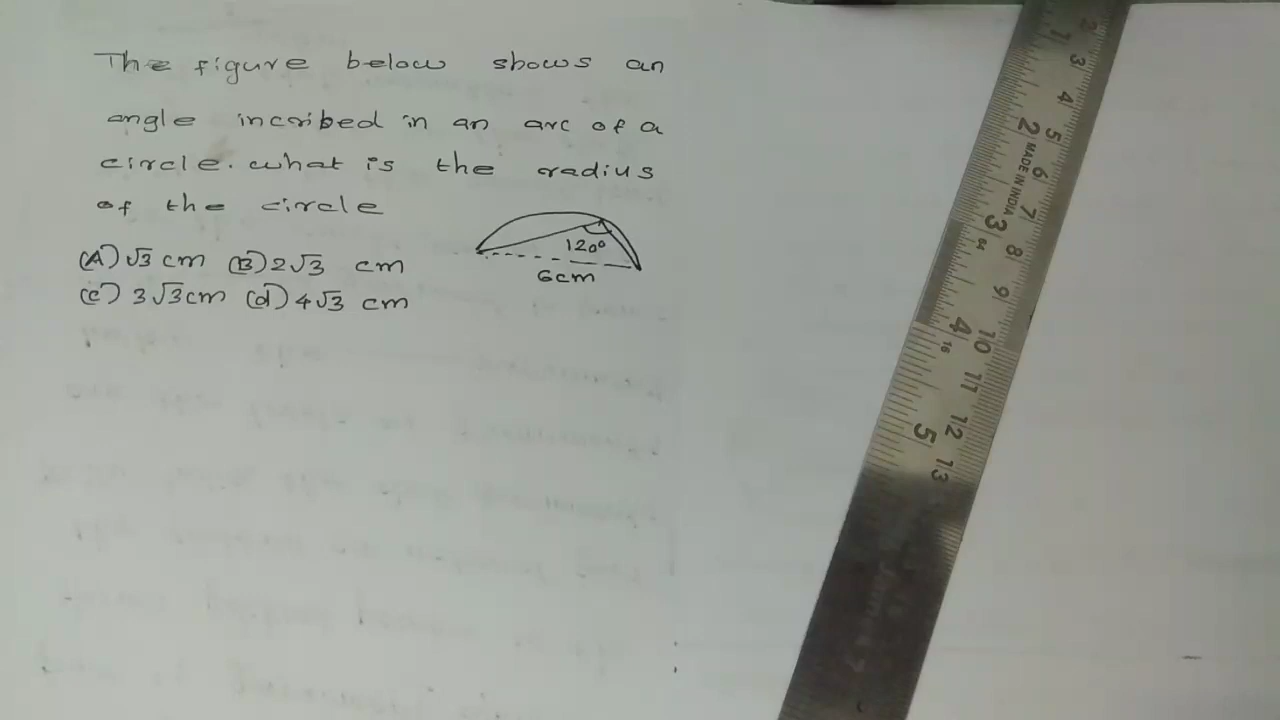 The figure below shows an
angle incribed in an arc of a
circle. what is the radius
of the circle
(A) √3 cm (B) 2√3 cm
(c) 3√3cm (d) 4√3 cm
120°
6cm
1 2 3 4 5
2 3 4 5 6 7 8 9 10 11 12 13
MADE IN INDIA
64
16